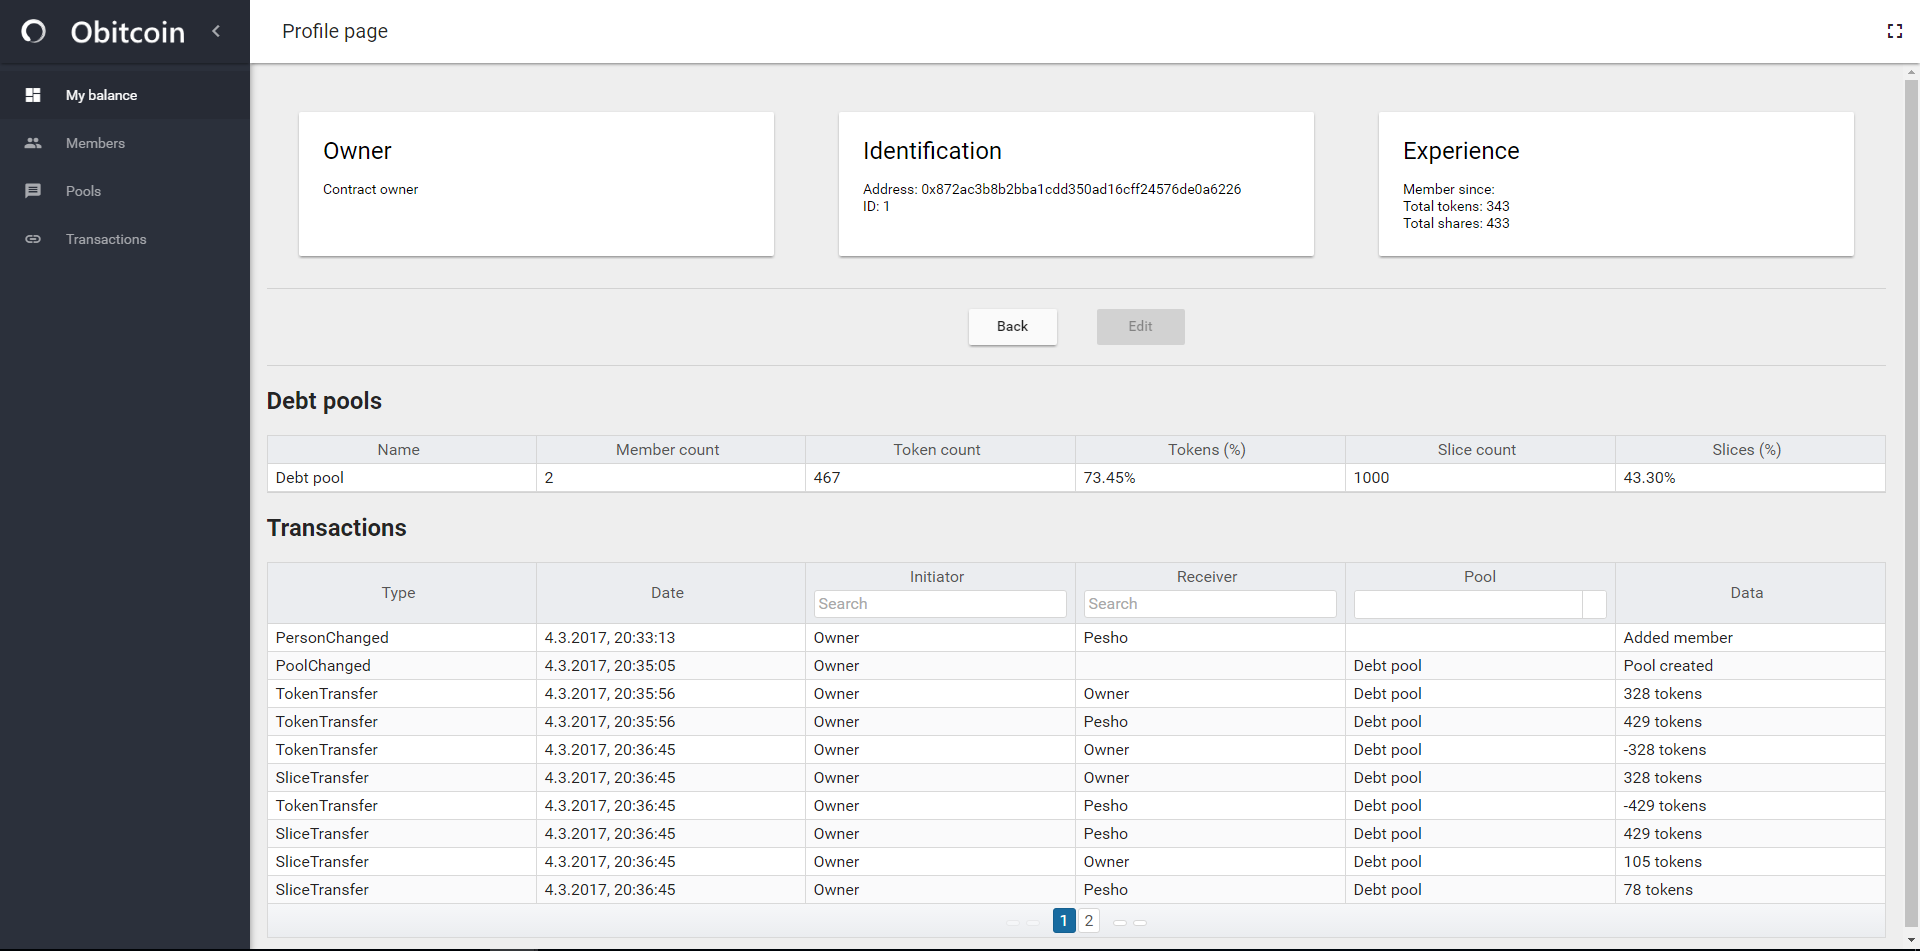 Obitcoin
Profile page
My balance
Members
Pools
Transactions
Owner
Contract owner
Identification
Address: 0x872ac3b8b2bba1cdd350ad16cff24576de0a6226
ID: 1
Experience
Member since:
Total tokens: 343
Total shares: 433
Back Edit
Debt pools
Name Member count Token count Tokens (%) Slice count Slices (%)
Debt pool 2 467 73.45% 1000 43.30%
Transactions
Type Date Initiator Receiver Pool Data
Search Search
PersonChanged 4.3.2017, 20:33:13 Owner Pesho Added member
PoolChanged 4.3.2017, 20:35:05 Owner Debt pool Pool created
TokenTransfer 4.3.2017, 20:35:56 Owner Owner Debt pool 328 tokens
TokenTransfer 4.3.2017, 20:35:56 Owner Pesho Debt pool 429 tokens
TokenTransfer 4.3.2017, 20:36:45 Owner Owner Debt pool -328 tokens
SliceTransfer 4.3.2017, 20:36:45 Owner Owner Debt pool 328 tokens
TokenTransfer 4.3.2017, 20:36:45 Owner Pesho Debt pool -429 tokens
SliceTransfer 4.3.2017, 20:36:45 Owner Pesho Debt pool 429 tokens
SliceTransfer 4.3.2017, 20:36:45 Owner Owner Debt pool 105 tokens
SliceTransfer 4.3.2017, 20:36:45 Owner Pesho Debt pool 78 tokens
1 2